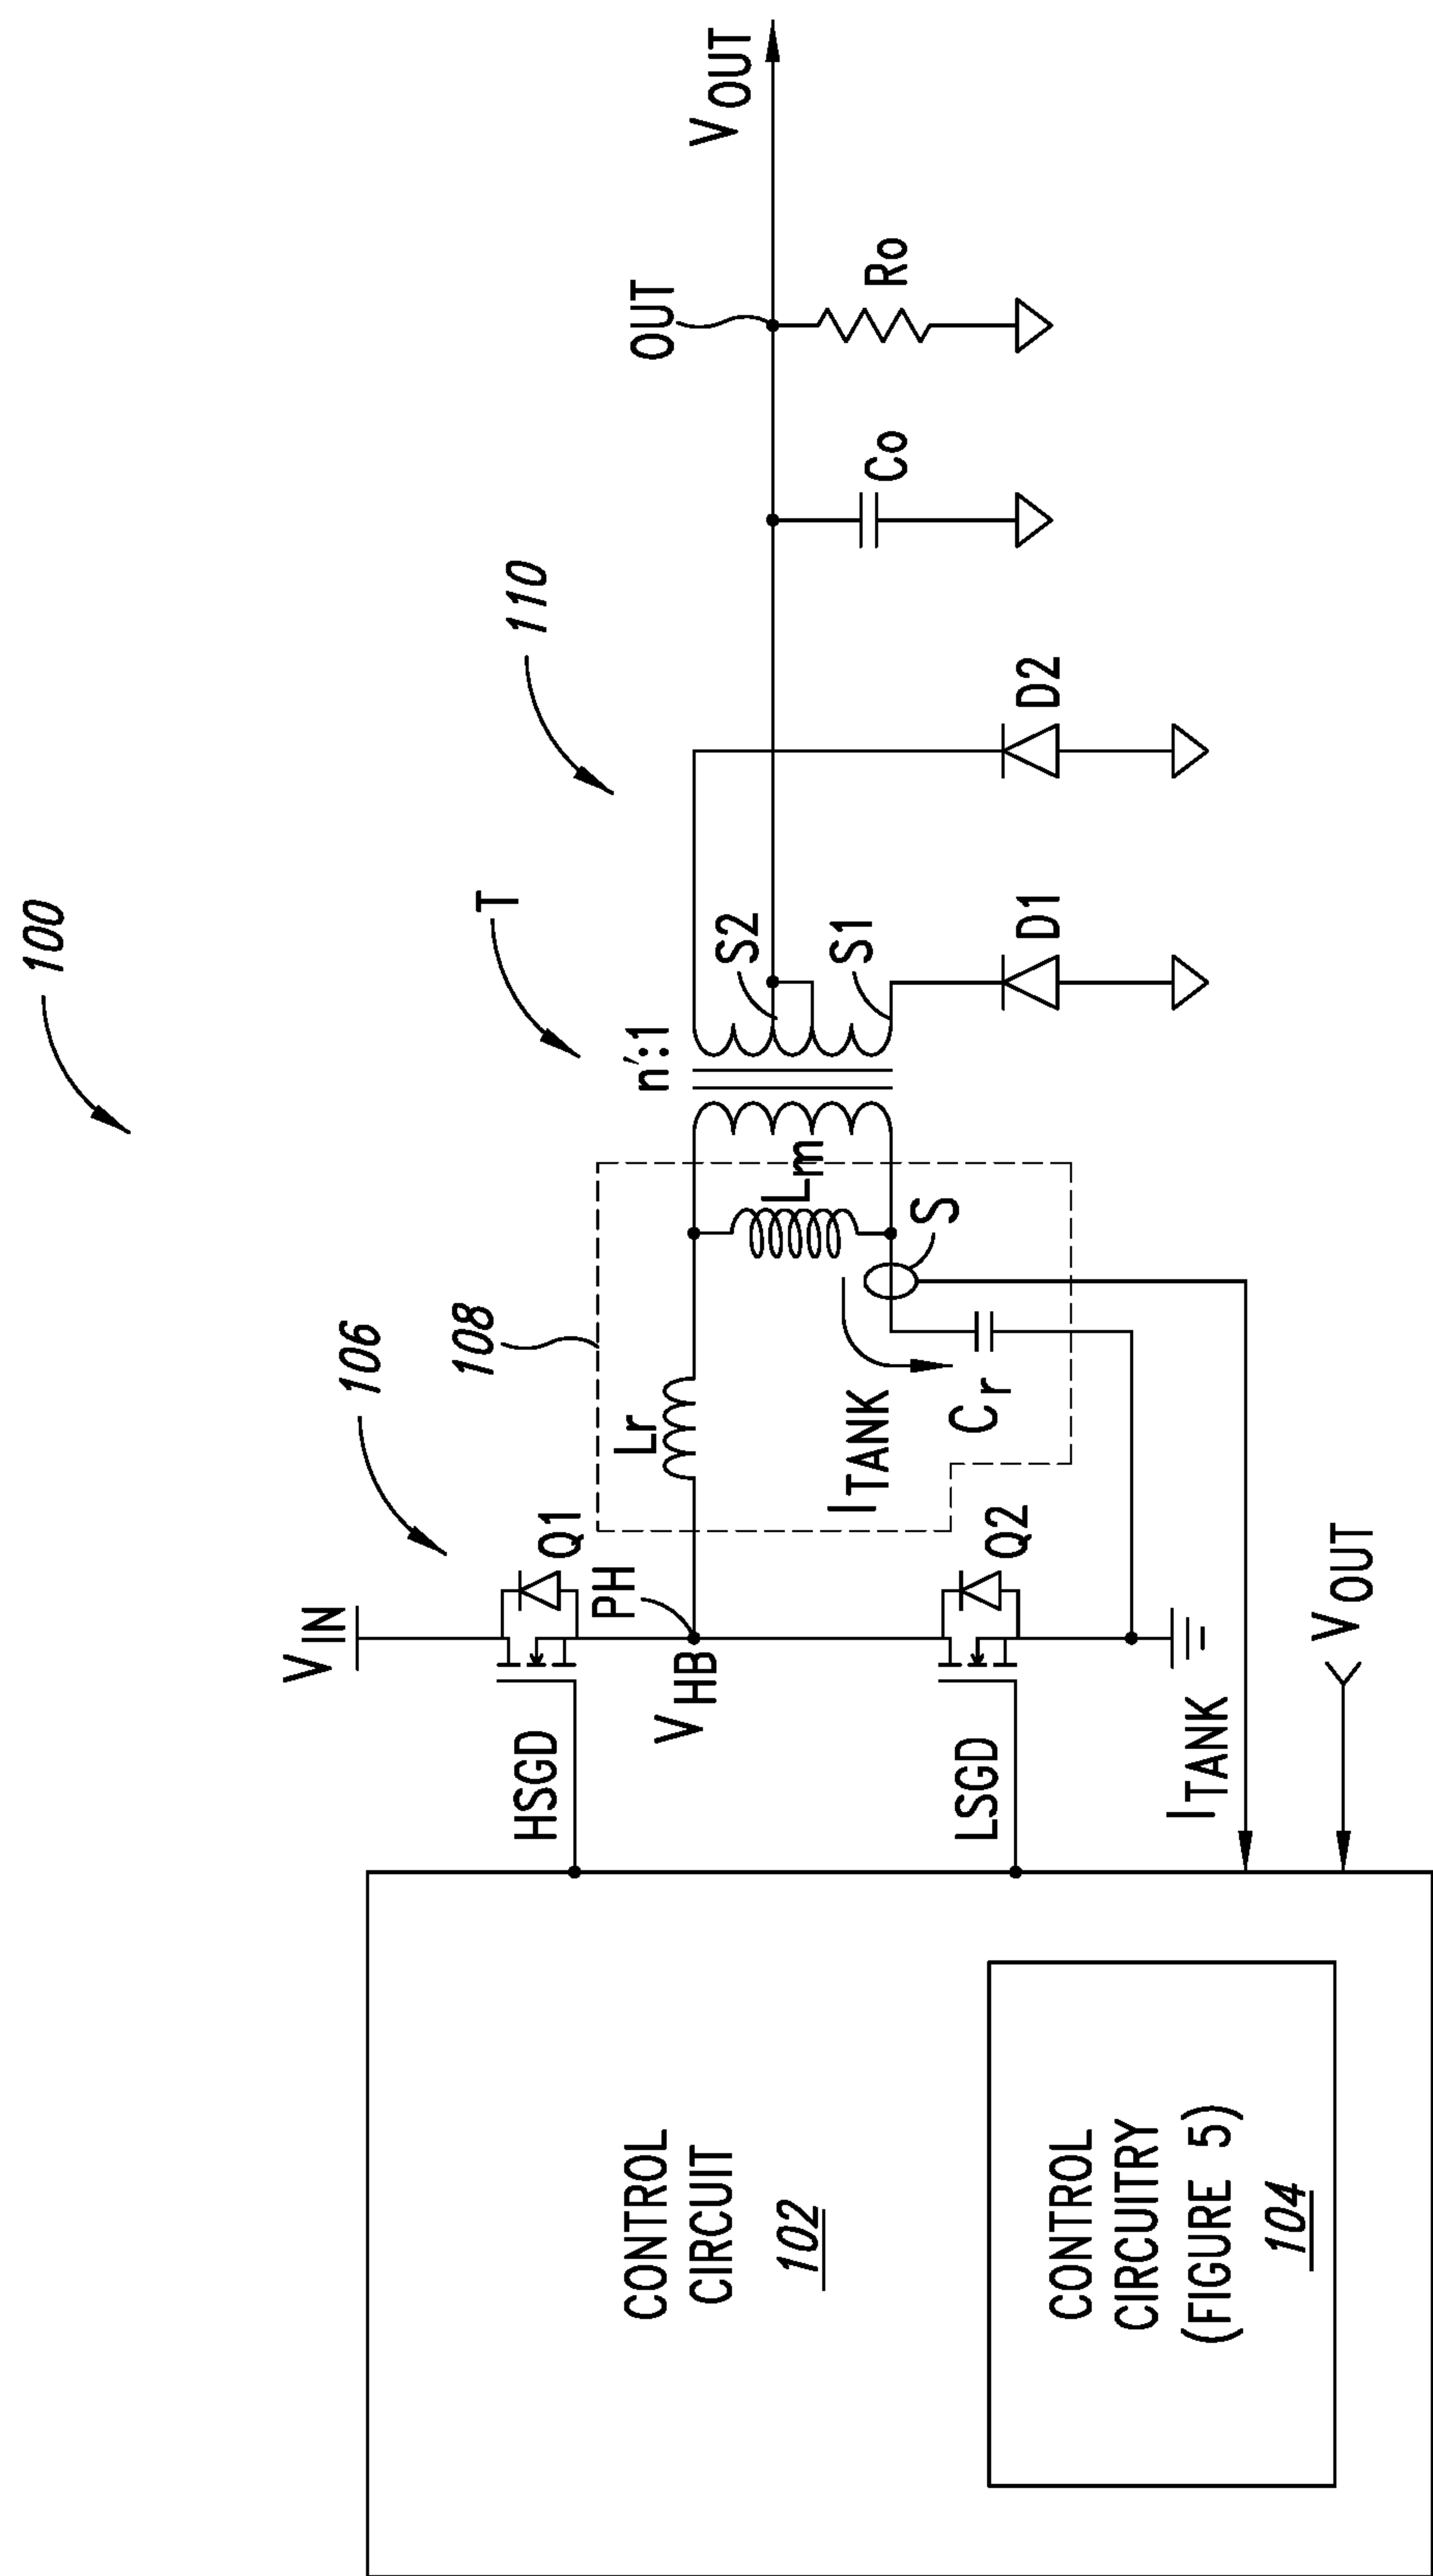 100
106
108
T
110
VIN
Q1
HSGD
PH
VHB
Lr
Lm
n':1
S2
S1
OUT
VOUT
Co
Ro
D1
D2
S
ITANK
Cr
Q2
LSGD
ITANK
VOUT
CONTROL
CIRCUIT
102
CONTROL
CIRCUITRY
(FIGURE 5)
104